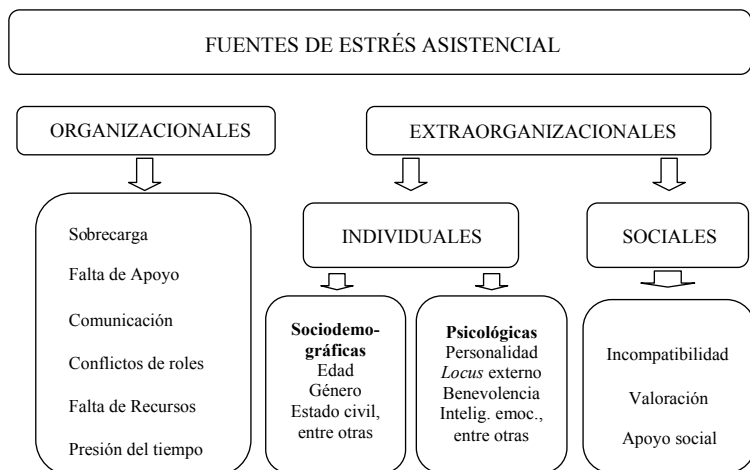 FUENTES DE ESTRÉS ASISTENCIAL
ORGANIZACIONALES
EXTRAORGANIZACIONALES
Sobrecarga
Falta de Apoyo
Comunicación
Conflictos de roles
Falta de Recursos
Presión del tiempo
INDIVIDUALES
SOCIALES
Sociodemo-
gráficas
Edad
Género
Estado civil,
entre otras
Psicológicas
Personalidad
Locus externo
Benevolencia
Intelig. emoc.,
entre otras
Incompatibilidad
Valoración
Apoyo social